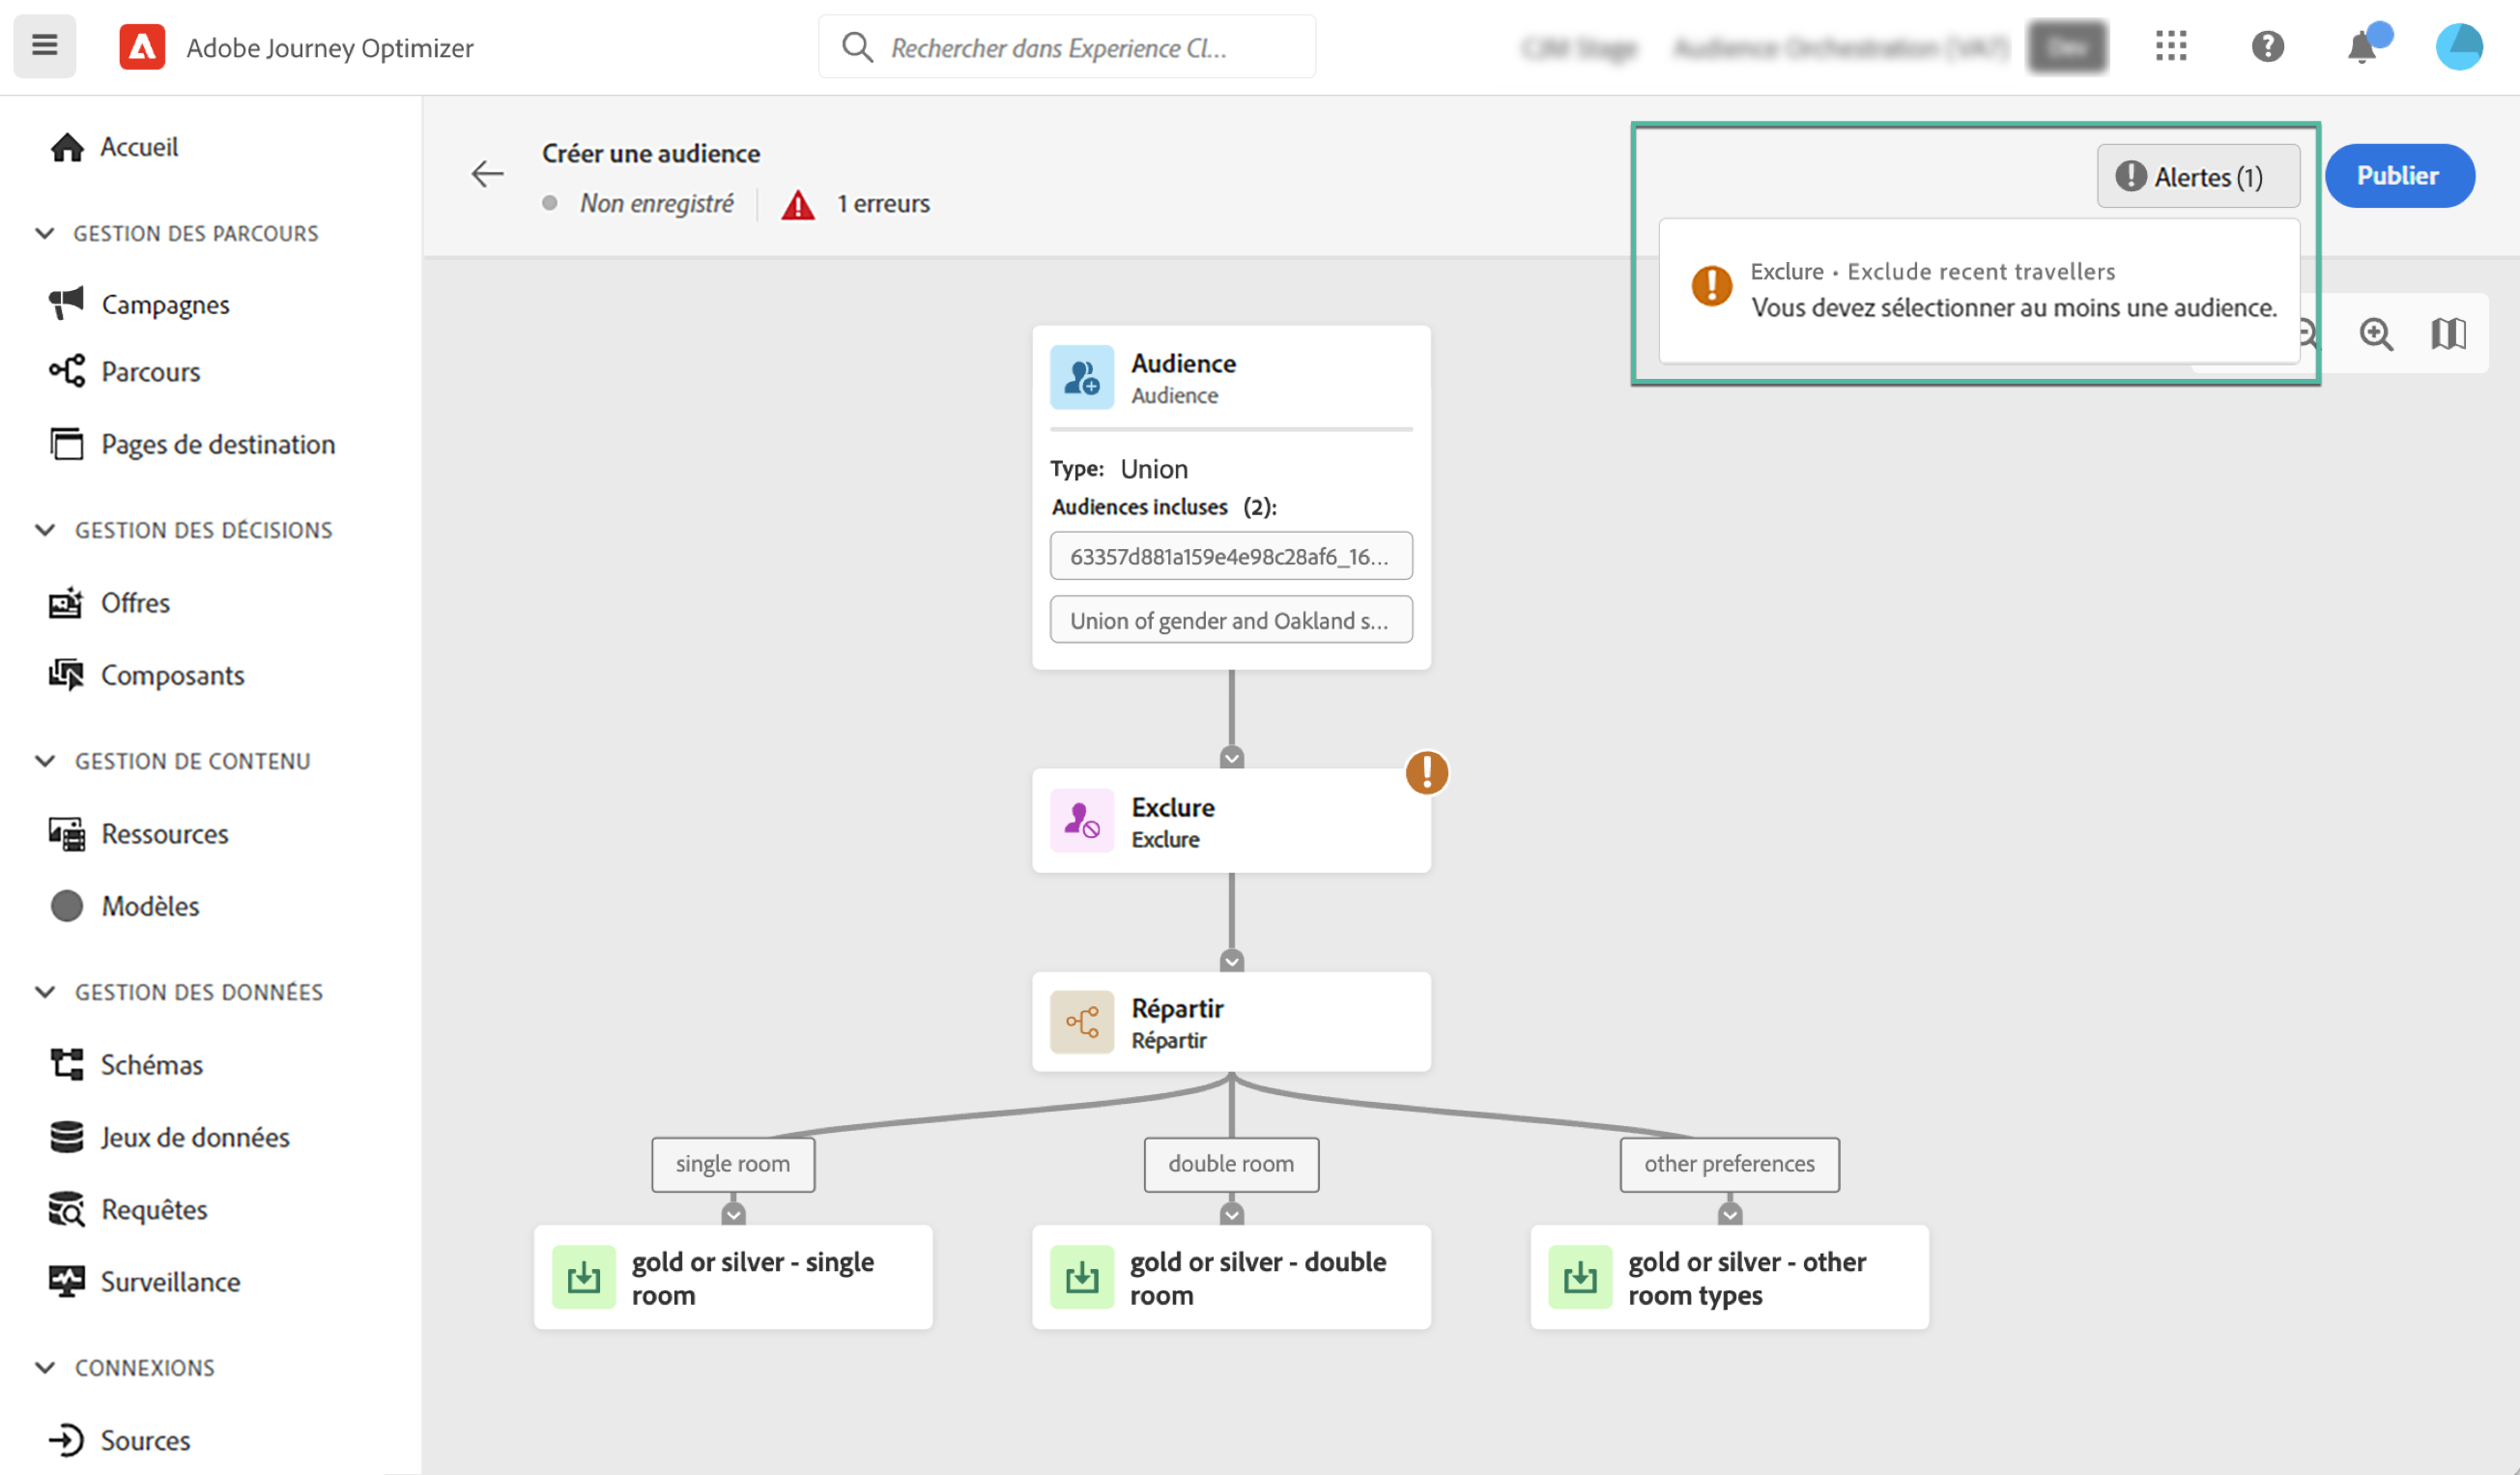 Adobe Journey Optimizer
Rechercher dans Experience Cl...
Accueil
GESTION DES PARCOURS
Campagnes
Parcours
Pages de destination
GESTION DES DÉCISIONS
Offres
Composants
GESTION DE CONTENU
Ressources
Modèles
GESTION DES DONNÉES
Schémas
Jeux de données
Requêtes
Surveillance
CONNEXIONS
Sources
Créer une audience
Non enregistré
1 erreurs
Alertes (1)
Publier
Exclure • Exclude recent travellers
Vous devez sélectionner au moins une audience.
Audience
Audience
Type: Union
Audiences incluses (2):
63357d881a159e4e98c28af6_16...
Union of gender and Oakland s...
Exclure
Exclure
Répartir
Répartir
single room
double room
other preferences
gold or silver - single
room
gold or silver - double
room
gold or silver - other
room types